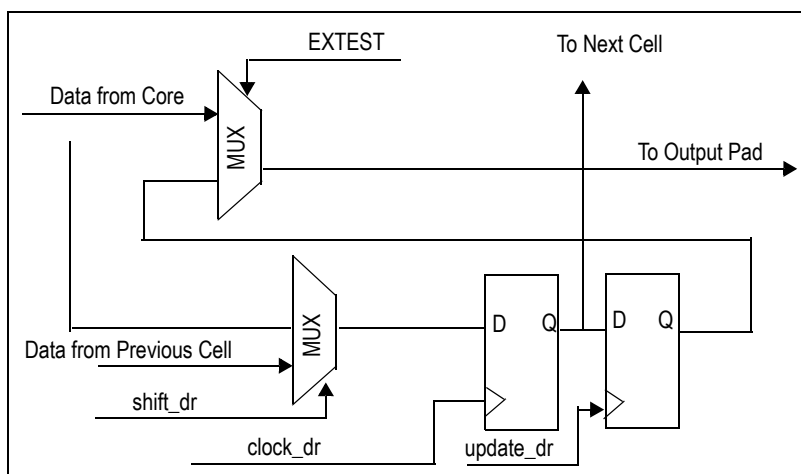 EXTEST
To Next Cell
Data from Core
MUX
To Output Pad
D Q
D Q
MUX
Data from Previous Cell
shift_dr
clock_dr
update_dr